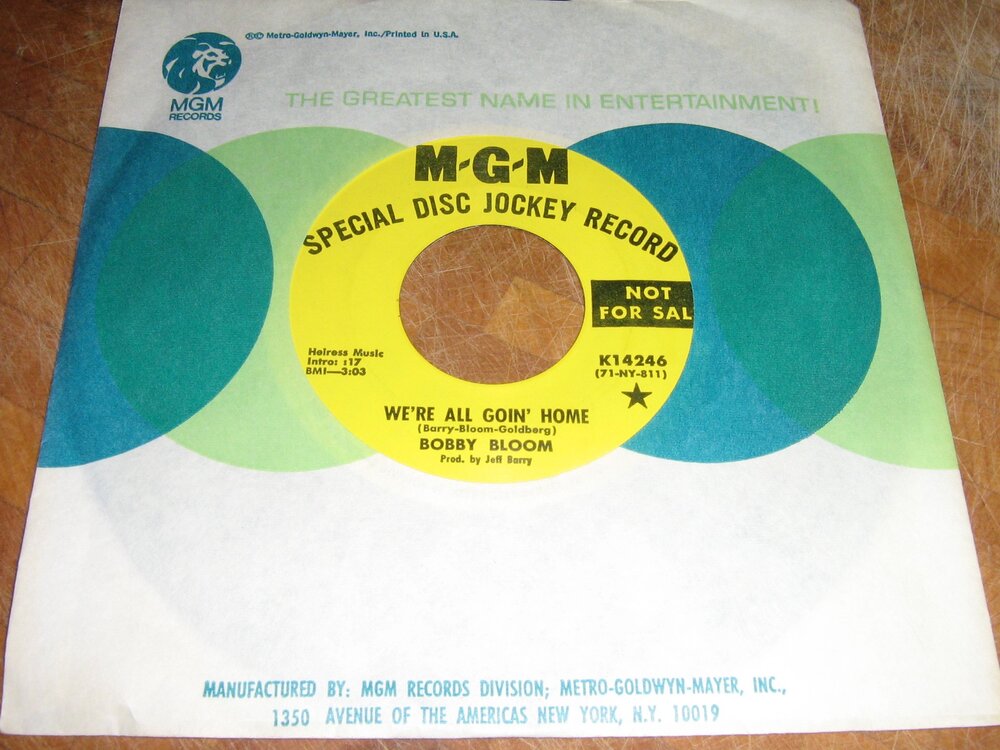 ®© Metro-Goldwyn-Mayer, Inc./Printed in U.S.A.
MGM
RECORDS
THE GREATEST NAME IN ENTERTAINMENT!
M-G-M
SPECIAL DISC JOCKEY RECORD
NOT
FOR SAL
Heiress Music
Intro: :17
BMI—3:03
K14246
(71-NY-811)
WE'RE ALL GOIN' HOME
(Barry-Bloom-Goldberg)
BOBBY BLOOM
Prod. by Jeff Barry
MANUFACTURED BY: MGM RECORDS DIVISION; METRO-GOLDWYN-MAYER, INC.,
1350 AVENUE OF THE AMERICAS NEW YORK, N.Y. 10019